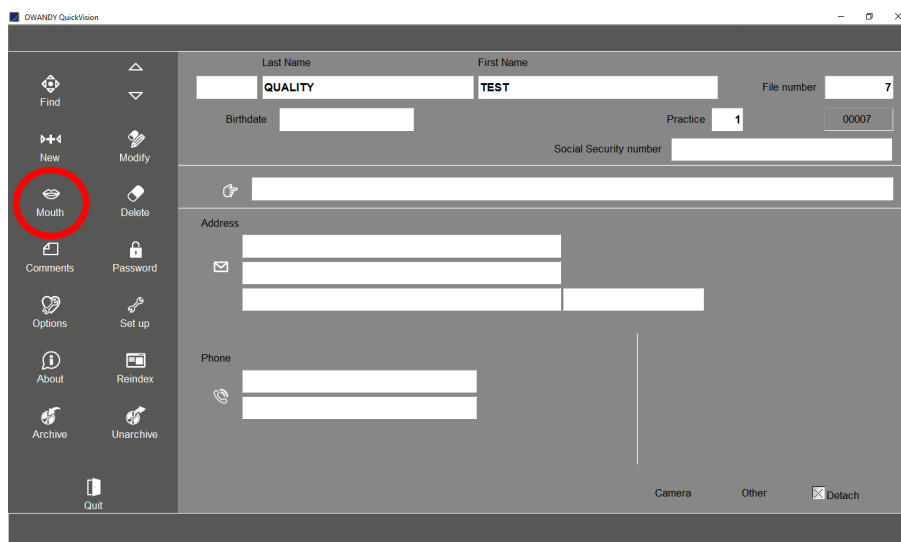 OWANDY QuickVision
Last Name First Name
QUALITY TEST File number 7
Find
Birthdate Practice 1 00007
New Modify
Social Security number
Mouth Delete
Address
Comments Password
Options Set up
Phone
About Reindex
Archive Unarchive
Camera Other Detach
Quit